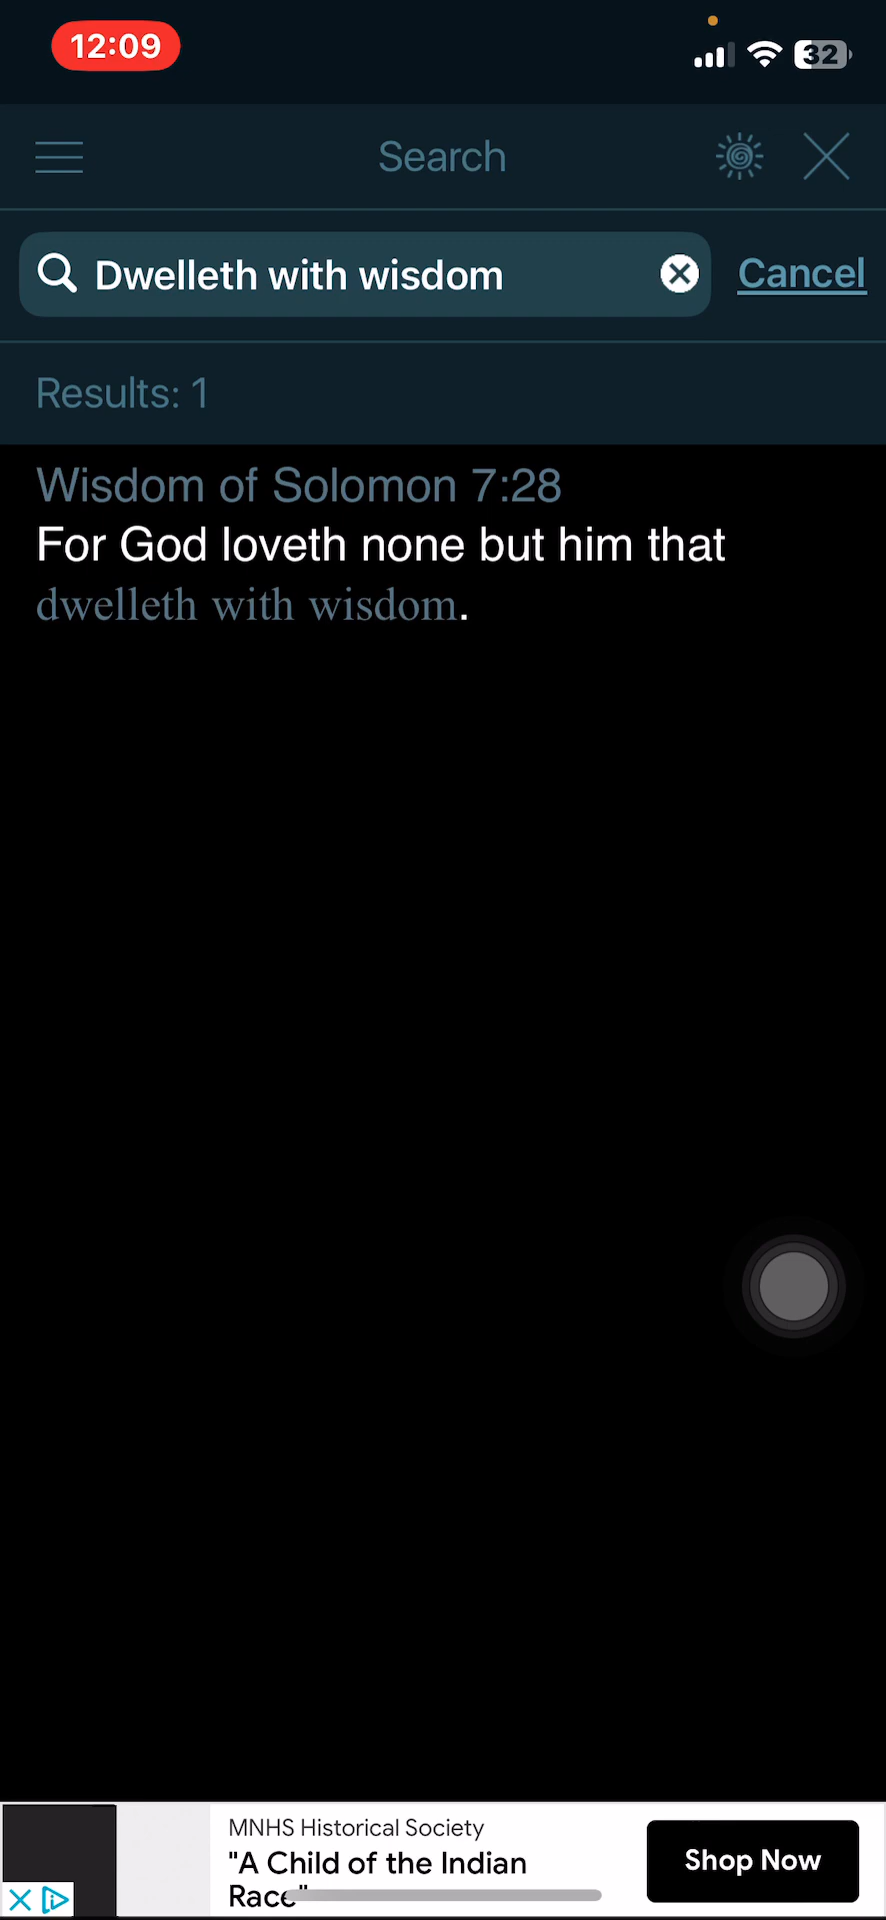 12:09
32
Search
Dwelleth with wisdom
Cancel
Results: 1
Wisdom of Solomon 7:28
For God loveth none but him that
dwelleth with wisdom.
MNHS Historical Society
"A Child of the Indian
Race"
Shop Now